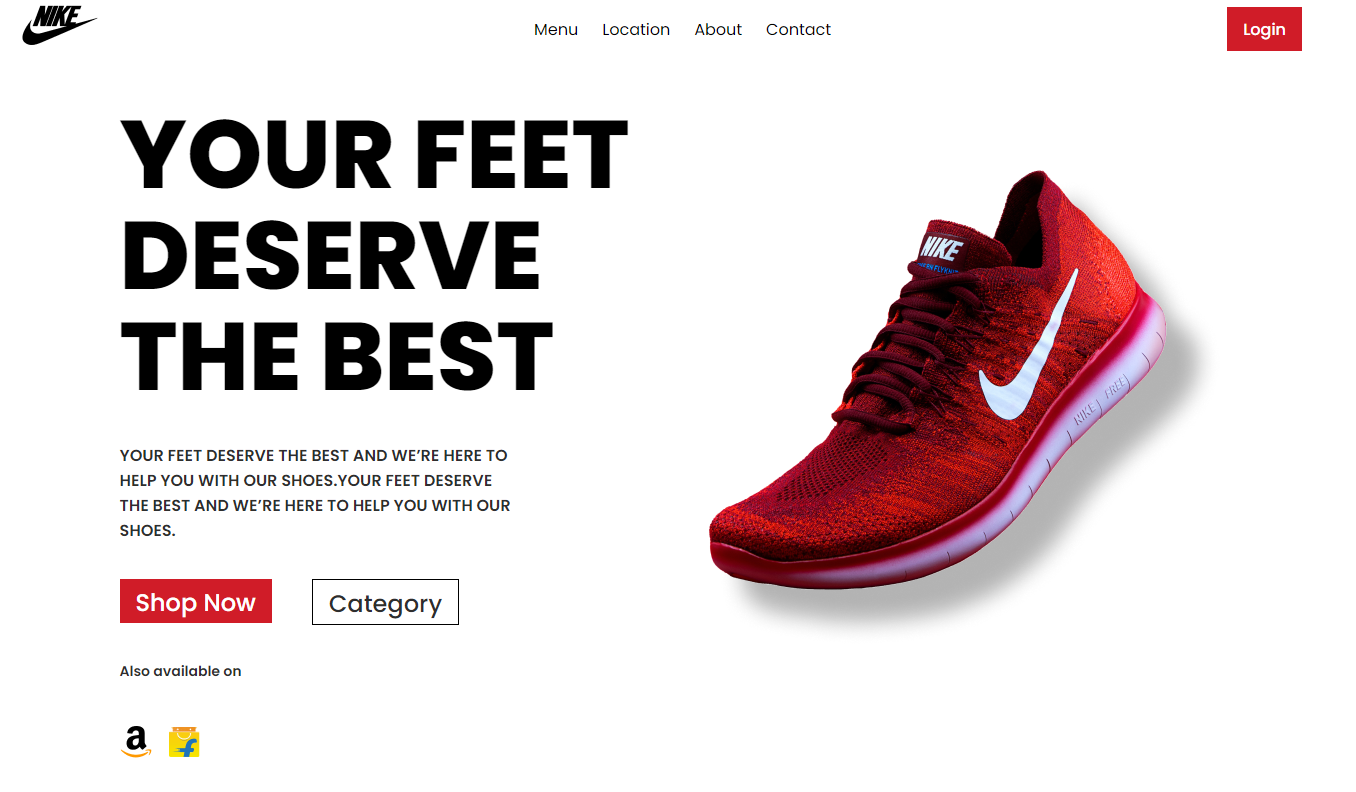 NIKE
Menu Location About Contact
Login
YOUR FEET
DESERVE
THE BEST
NIKE
NIKE FREE
YOUR FEET DESERVE THE BEST AND WE’RE HERE TO
HELP YOU WITH OUR SHOES.YOUR FEET DESERVE
THE BEST AND WE’RE HERE TO HELP YOU WITH OUR
SHOES.
Shop Now
Category
Also available on
a
f